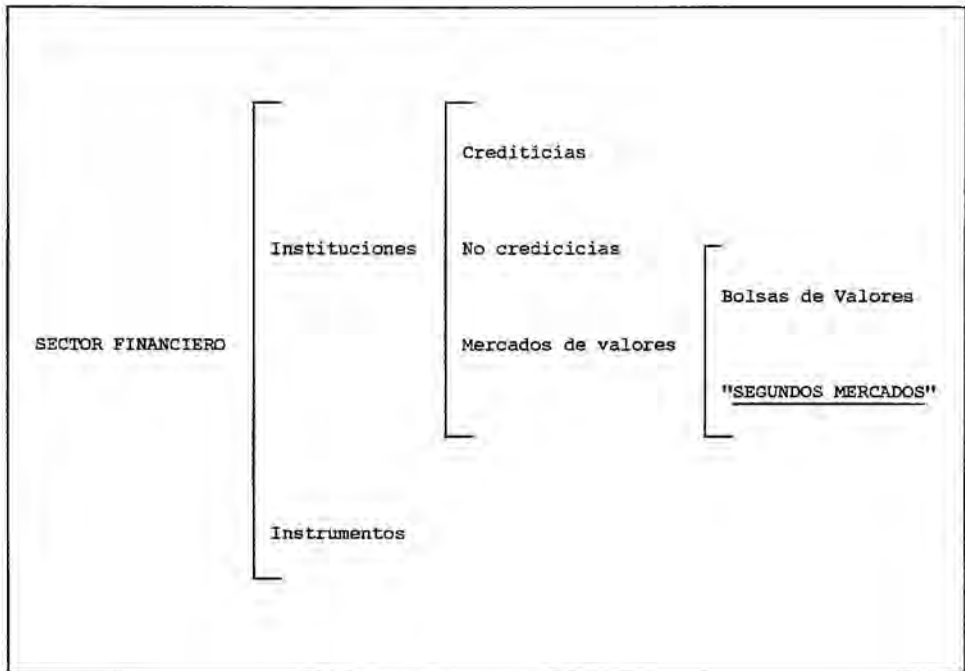 Crediticias
Instituciones No credicicias
Bolsas de Valores
SECTOR FINANCIERO Mercados de valores
"SEGUNDOS MERCADOS"
Instrumentos